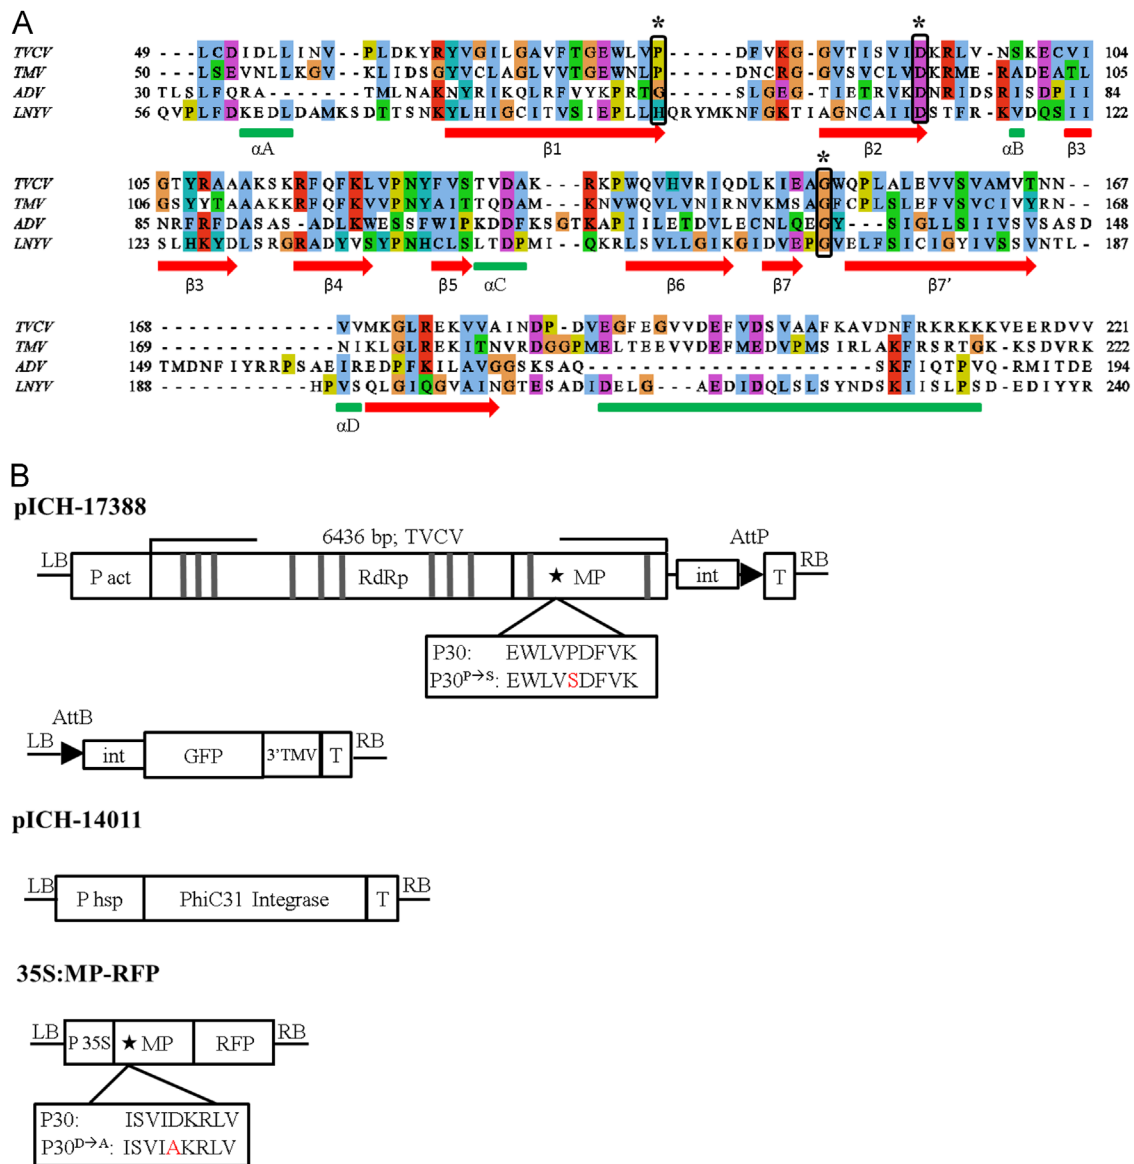 A
* *
TVCV 49 ---LCDIDLLINV--PLDKYRYVGILGAVFTGEWLVP-----DFVKG-GVTISVIDKRLV-NSKECVI 104
TMV 50 ---LSEVNLLKGV--KLIDSGYVCLAGLVVTGEWNLP-----DNCRG-GVSVCLVDKRME-RADEATL 105
ADV 30 TLSLFQRA-------TMLNAKNYRIKQLRFVYKPRTG-----SLGEG-TIETRVKDNRIDSRISDPII 84
LNYV 56 QVPLFDKEDLDAMKSDTTSNKYLHIGCITVSIEPLLHQRYMKNFGKTIAGNCAIIDSTFR-KVDQSII 122
αA β1 β2 αB β3
*
TVCV 105 GTYRAAAKSKRFQFKLVPNYFVSTVDAK---RKPWQVHVRIQDLKIEAGWQPLALEVVSVAMVTNN-- 167
TMV 106 GSYYTAAAKKRFQFKVVPNYAITTQDAM---KNVWQVLVNIRNVKMSAGFCPLSLEFVSVCIVYRN-- 168
ADV 85 NRFRFDASAS-ADLKWESSFWIPKDDFKSGTKAPIILETDVLECNLQEGY---SIGLLSIIVSVSASD 148
LNYV 123 SLHKYDLSRGRADYVSYPNHCLSLTDPMI--QKRLSVLLGIKGIDVEPGVELFSICIGYIVSSVNTL- 187
β3 β4 β5 αC β6 β7 β7’
TVCV 168 --------------VVMKGLREKVVAINDP-DVEGFEGVVDEFVDSVAAFKAVDNFRKRKKKVEERDVV 221
TMV 169 --------------NIKLGLREKITNVRDGGPMELTEEVVDEFMEDVPMSIRLAKFRSRTGK-KSDVRK 222
ADV 149 TMDNFIYRRPSAEIREDPFKILAVGGSKSAQ----------------------SKFIQTPVQ-RMITDE 194
LNYV 188 ------------HPVSQLGIQGVAINGTESADIDELG---AEDIDQLSLSYNDSKIISLPSD-EDIYYR 240
αD
B
pICH-17388
6436 bp; TVCV AttP
LB P act RdRp ★ MP int T RB
P30: EWLVPDFVK
P30P→S: EWLVSDFVK
AttB
LB int GFP 3’TMV T RB
pICH-14011
LB P hsp PhiC31 Integrase T RB
35S:MP-RFP
LB P 35S ★ MP RFP RB
P30: ISVIDKRLV
P30D→A: ISVIAKRLV